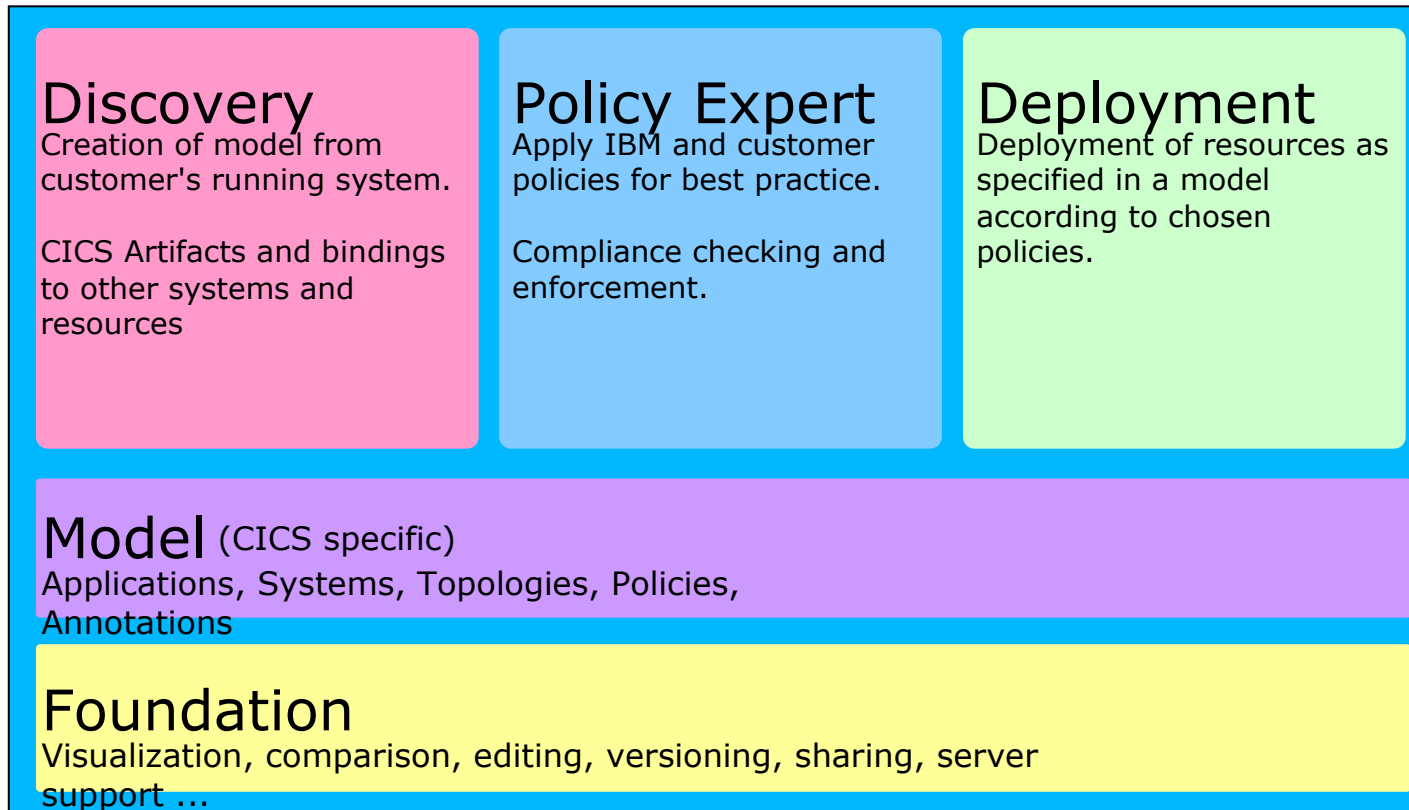 Discovery
Creation of model from
customer's running system.
CICS Artifacts and bindings
to other systems and
resources
Policy Expert
Apply IBM and customer
policies for best practice.
Compliance checking and
enforcement.
Deployment
Deployment of resources as
specified in a model
according to chosen
policies.
Model (CICS specific)
Applications, Systems, Topologies, Policies,
Annotations
Foundation
Visualization, comparison, editing, versioning, sharing, server
support ...